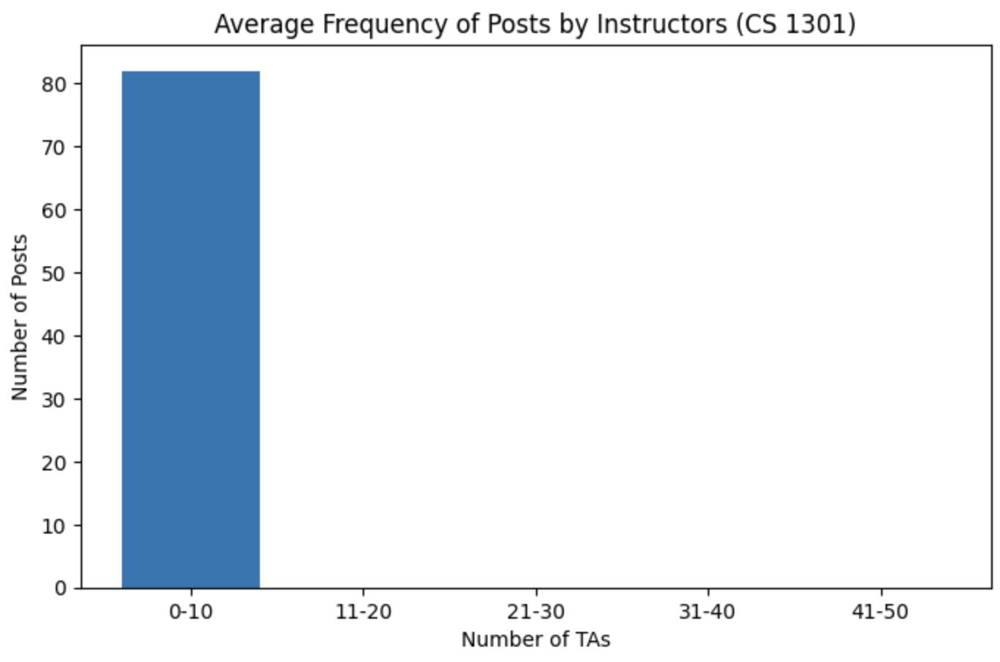 Average Frequency of Posts by Instructors (CS 1301)
Number of Posts
80
70
60
50
40
30
20
10
0
0-10 11-20 21-30 31-40 41-50
Number of TAs